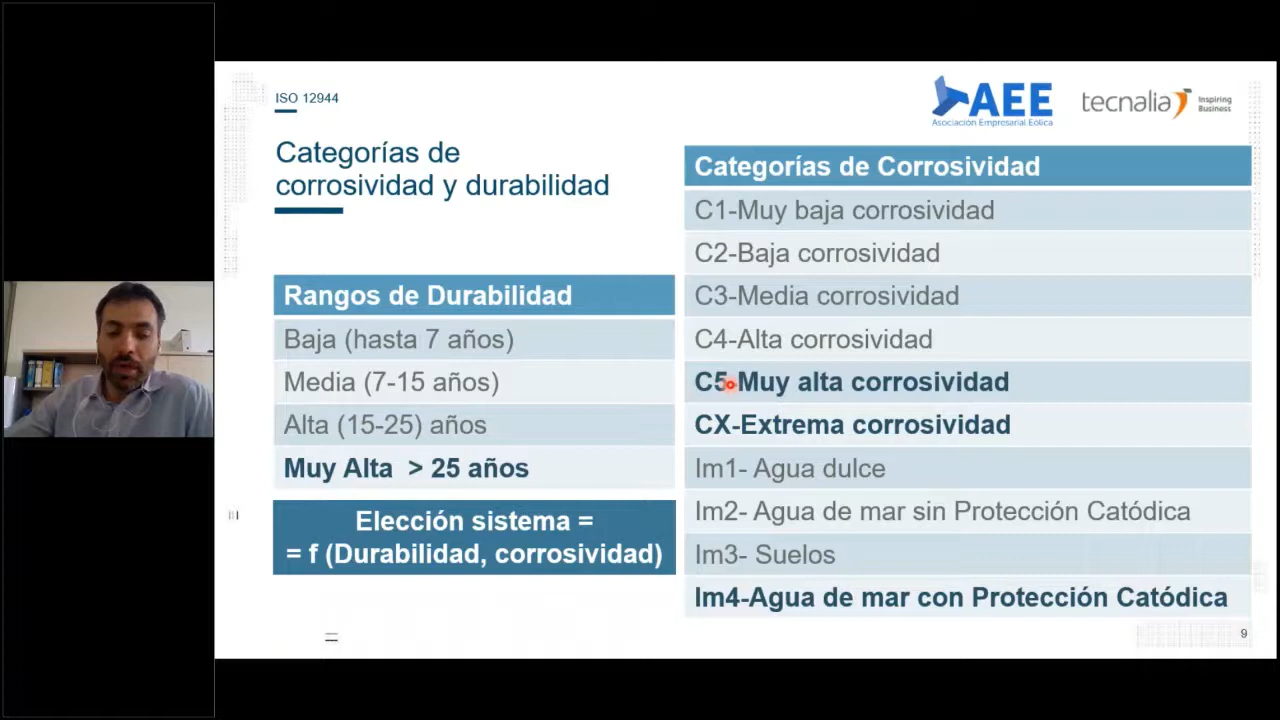 ISO 12944
AEE
Asociación Empresarial Eólica
tecnalia
Inspiring
Business
Categorías de
corrosividad y durabilidad
Rangos de Durabilidad
Baja (hasta 7 años)
Media (7-15 años)
Alta (15-25) años
Muy Alta > 25 años
Elección sistema =
= f (Durabilidad, corrosividad)
Categorías de Corrosividad
C1-Muy baja corrosividad
C2-Baja corrosividad
C3-Media corrosividad
C4-Alta corrosividad
C5-Muy alta corrosividad
CX-Extrema corrosividad
Im1- Agua dulce
Im2- Agua de mar sin Protección Catódica
Im3- Suelos
Im4-Agua de mar con Protección Catódica
9